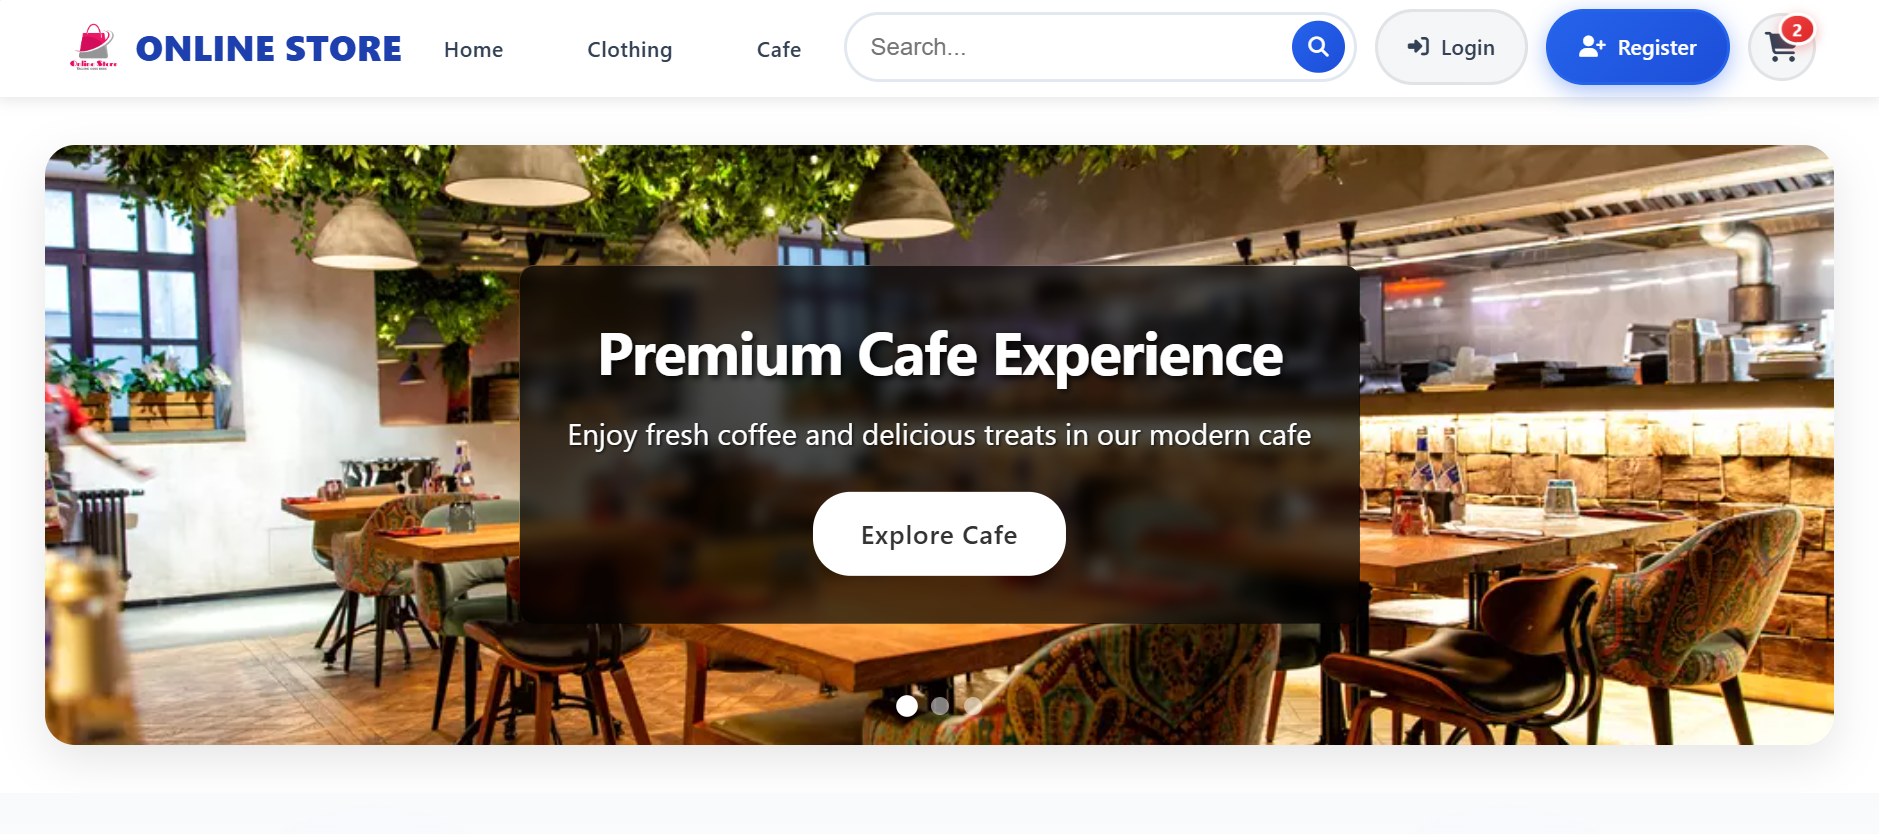 Online Store
ONLINE STORE
Home
Clothing
Cafe
Search...
Login
Register
2
Premium Cafe Experience
Enjoy fresh coffee and delicious treats in our modern cafe
Explore Cafe